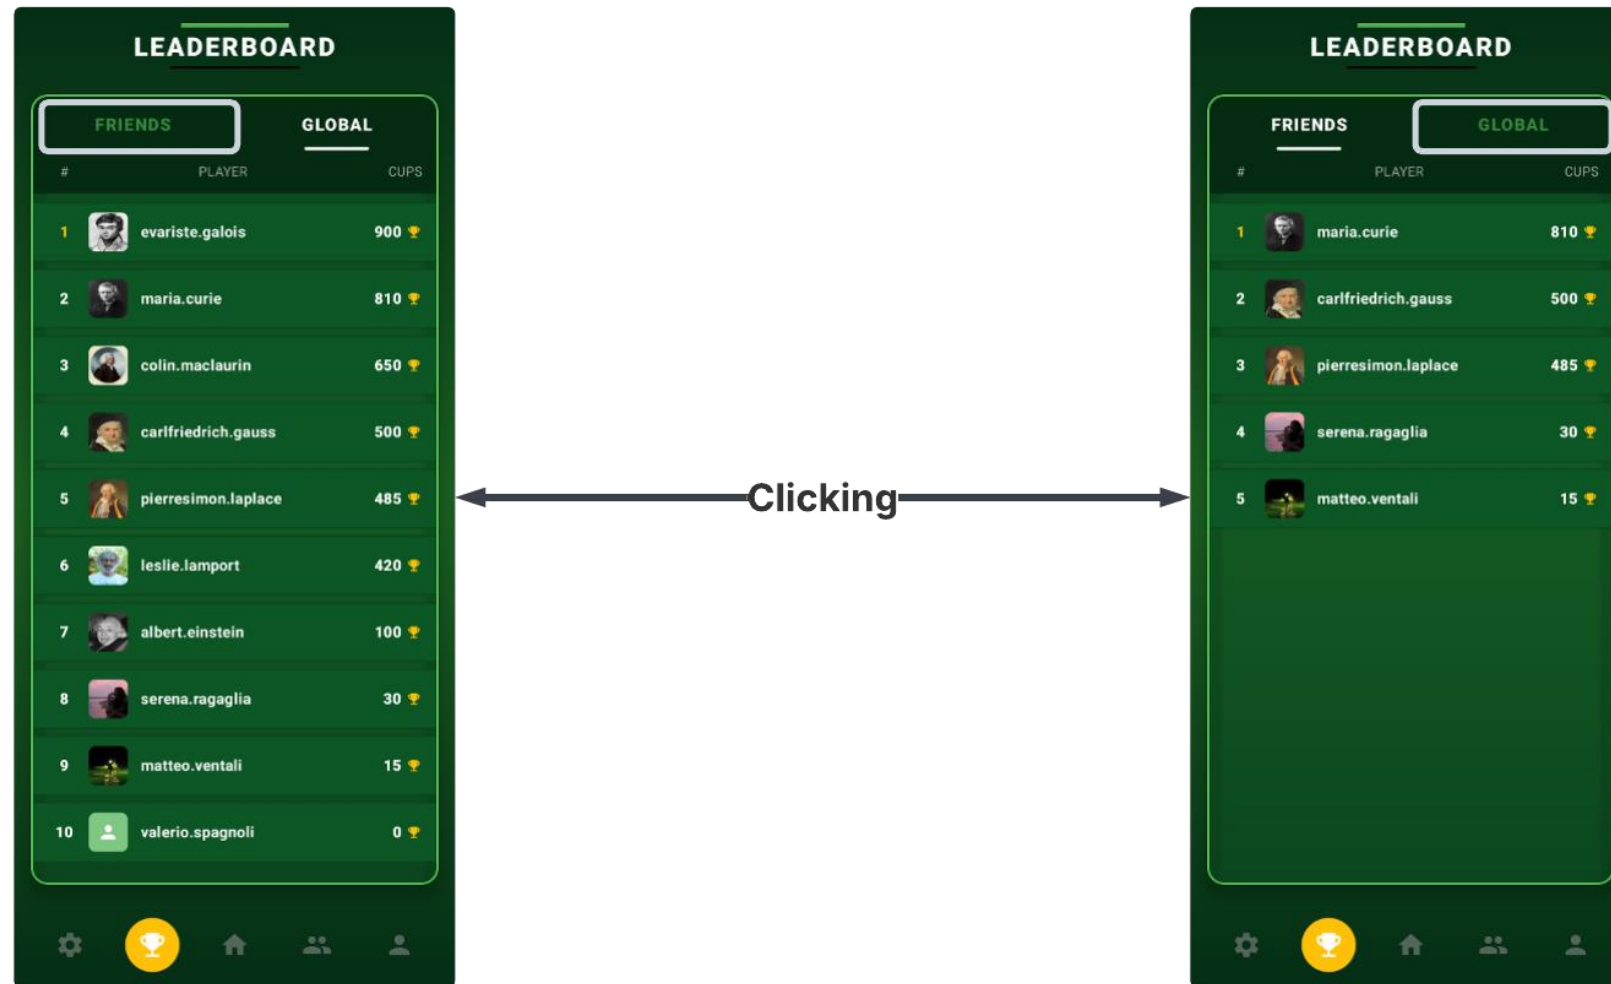 LEADERBOARD
FRIENDS GLOBAL
# PLAYER CUPS
1 evariste.galois 900
2 maria.curie 810
3 colin.maclaurin 650
4 carlfriedrich.gauss 500
5 pierresimon.laplace 485
6 leslie.lamport 420
7 albert.einstein 100
8 serena.ragaglia 30
9 matteo.ventali 15
10 valerio.spagnoli 0
Clicking
LEADERBOARD
FRIENDS GLOBAL
# PLAYER CUPS
1 maria.curie 810
2 carlfriedrich.gauss 500
3 pierresimon.laplace 485
4 serena.ragaglia 30
5 matteo.ventali 15